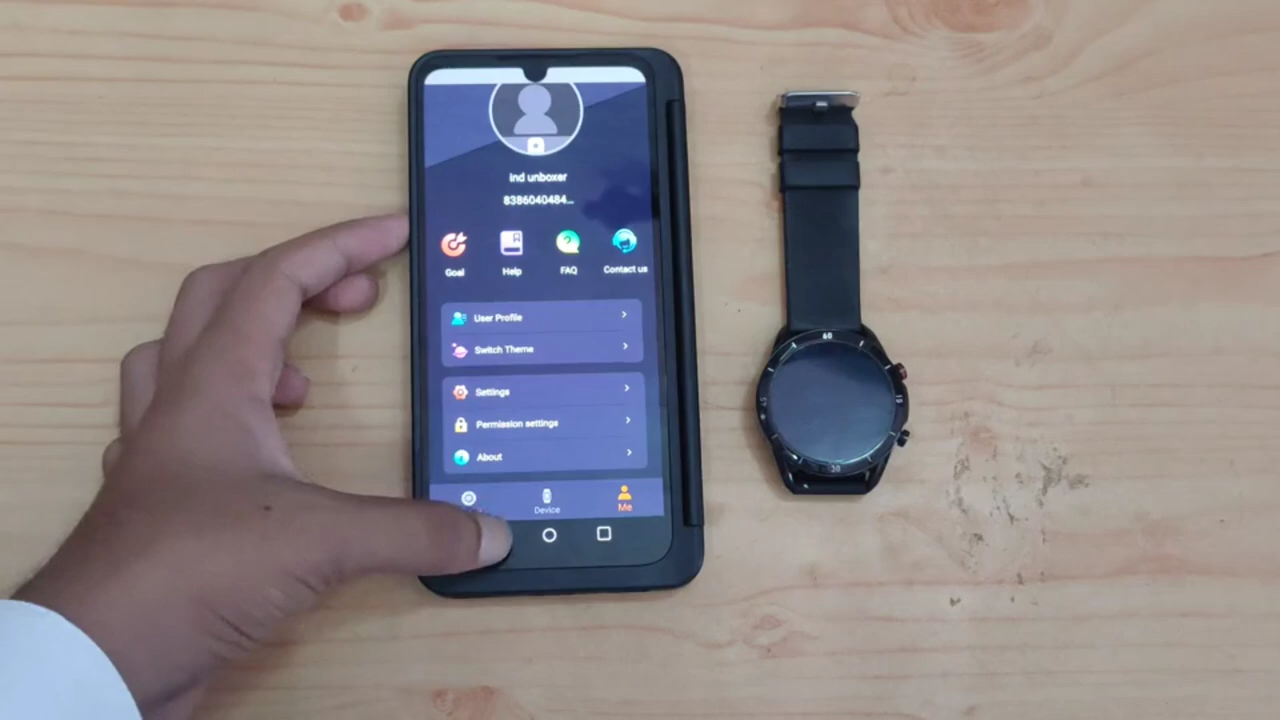 ind unboxer
8386040484...
Goal Help FAQ Contact us
User Profile
Switch Theme
Settings
Permission settings
About
Device Me
60
30